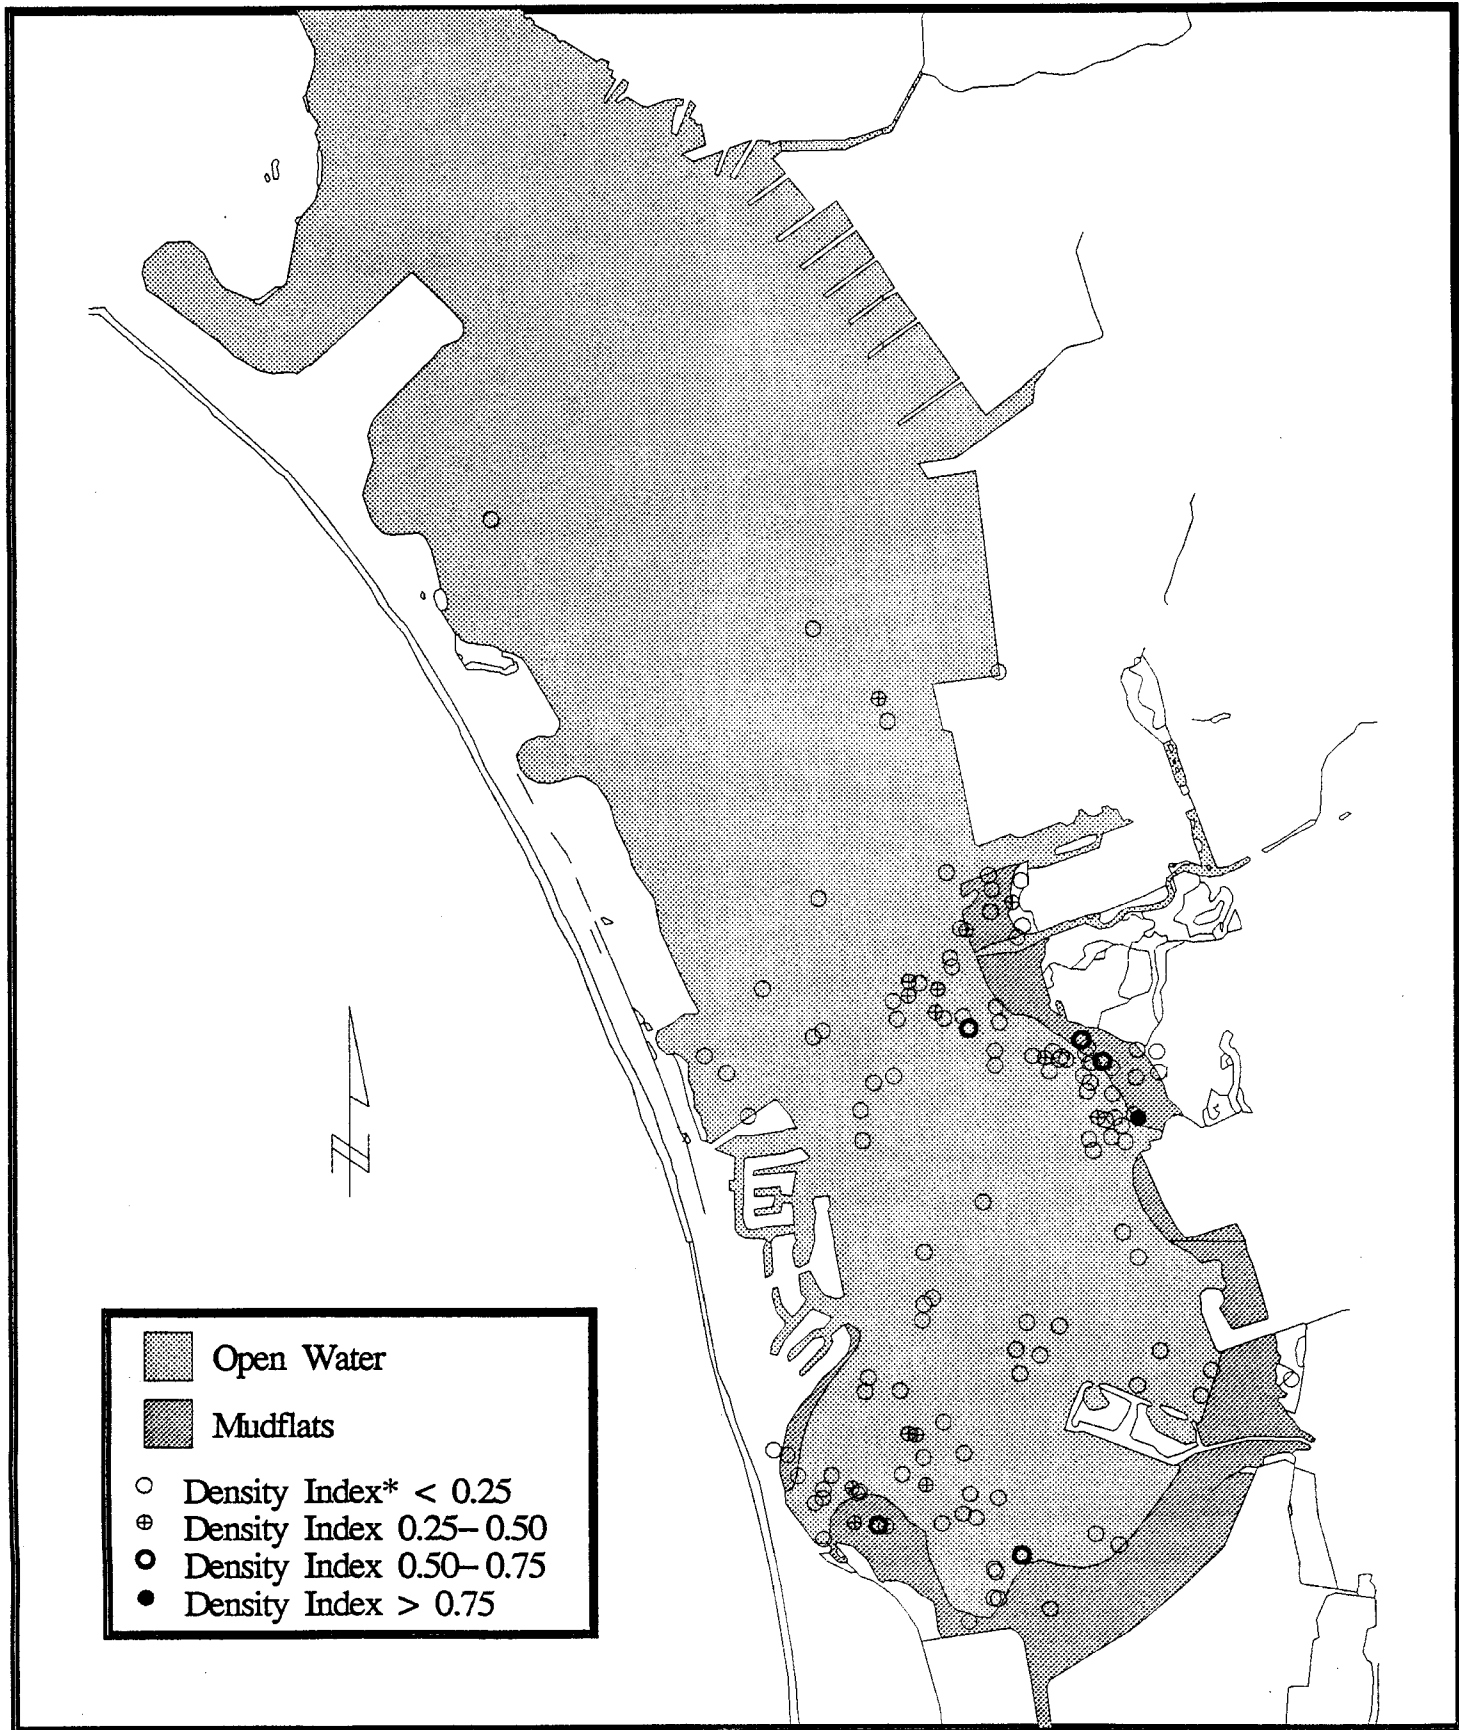 Open Water
Mudflats
Density Index* < 0.25
Density Index 0.25-0.50
Density Index 0.50-0.75
Density Index > 0.75
N